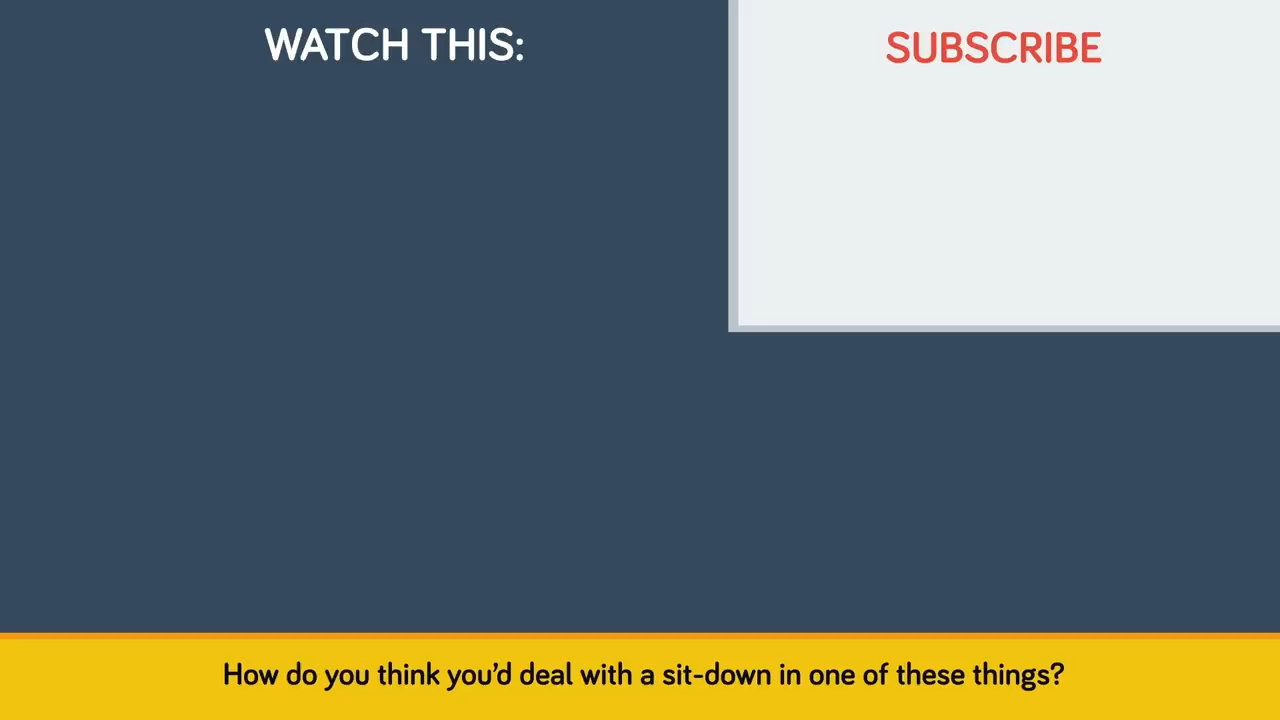 WATCH THIS:
SUBSCRIBE
How do you think you’d deal with a sit-down in one of these things?